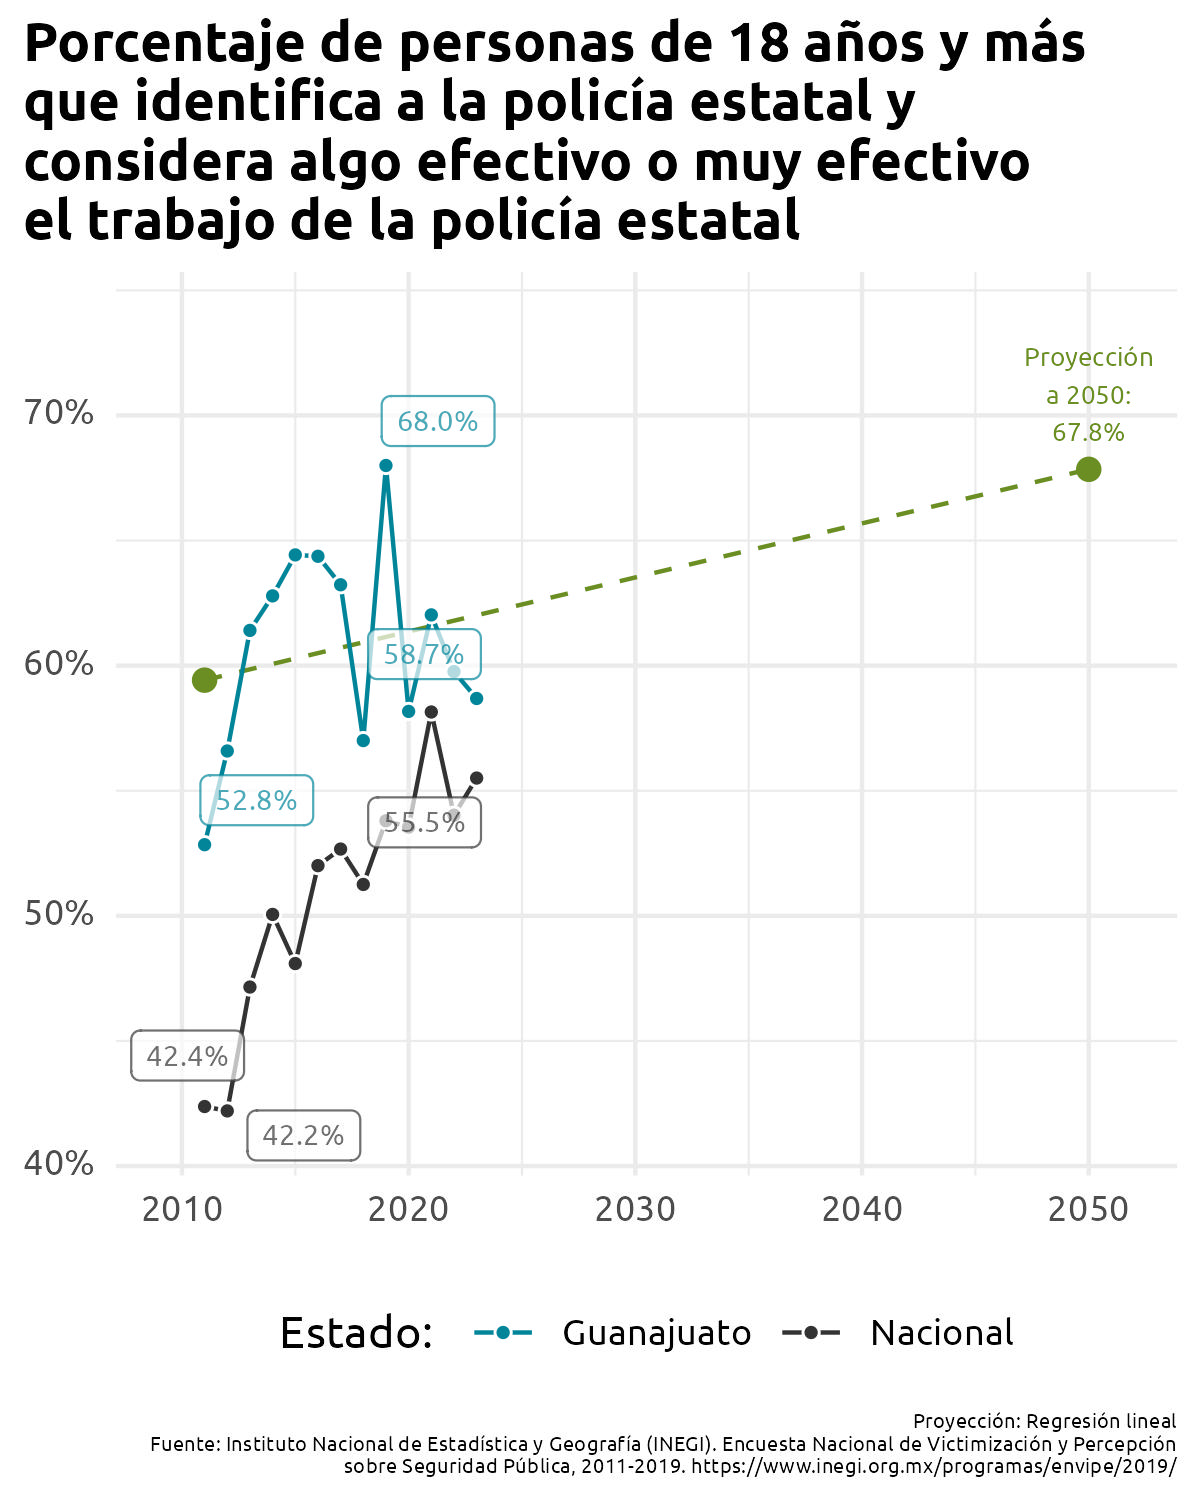 Porcentaje de personas de 18 años y más
que identifica a la policía estatal y
considera algo efectivo o muy efectivo
el trabajo de la policía estatal
Proyección
a 2050:
67.8%
70%
68.0%
60%
58.7%
52.8%
55.5%
50%
42.4%
42.2%
40%
2010 2020 2030 2040 2050
Estado: Guanajuato Nacional
Proyección: Regresión lineal
Fuente: Instituto Nacional de Estadística y Geografía (INEGI). Encuesta Nacional de Victimización y Percepción
sobre Seguridad Pública, 2011-2019. https://www.inegi.org.mx/programas/envipe/2019/